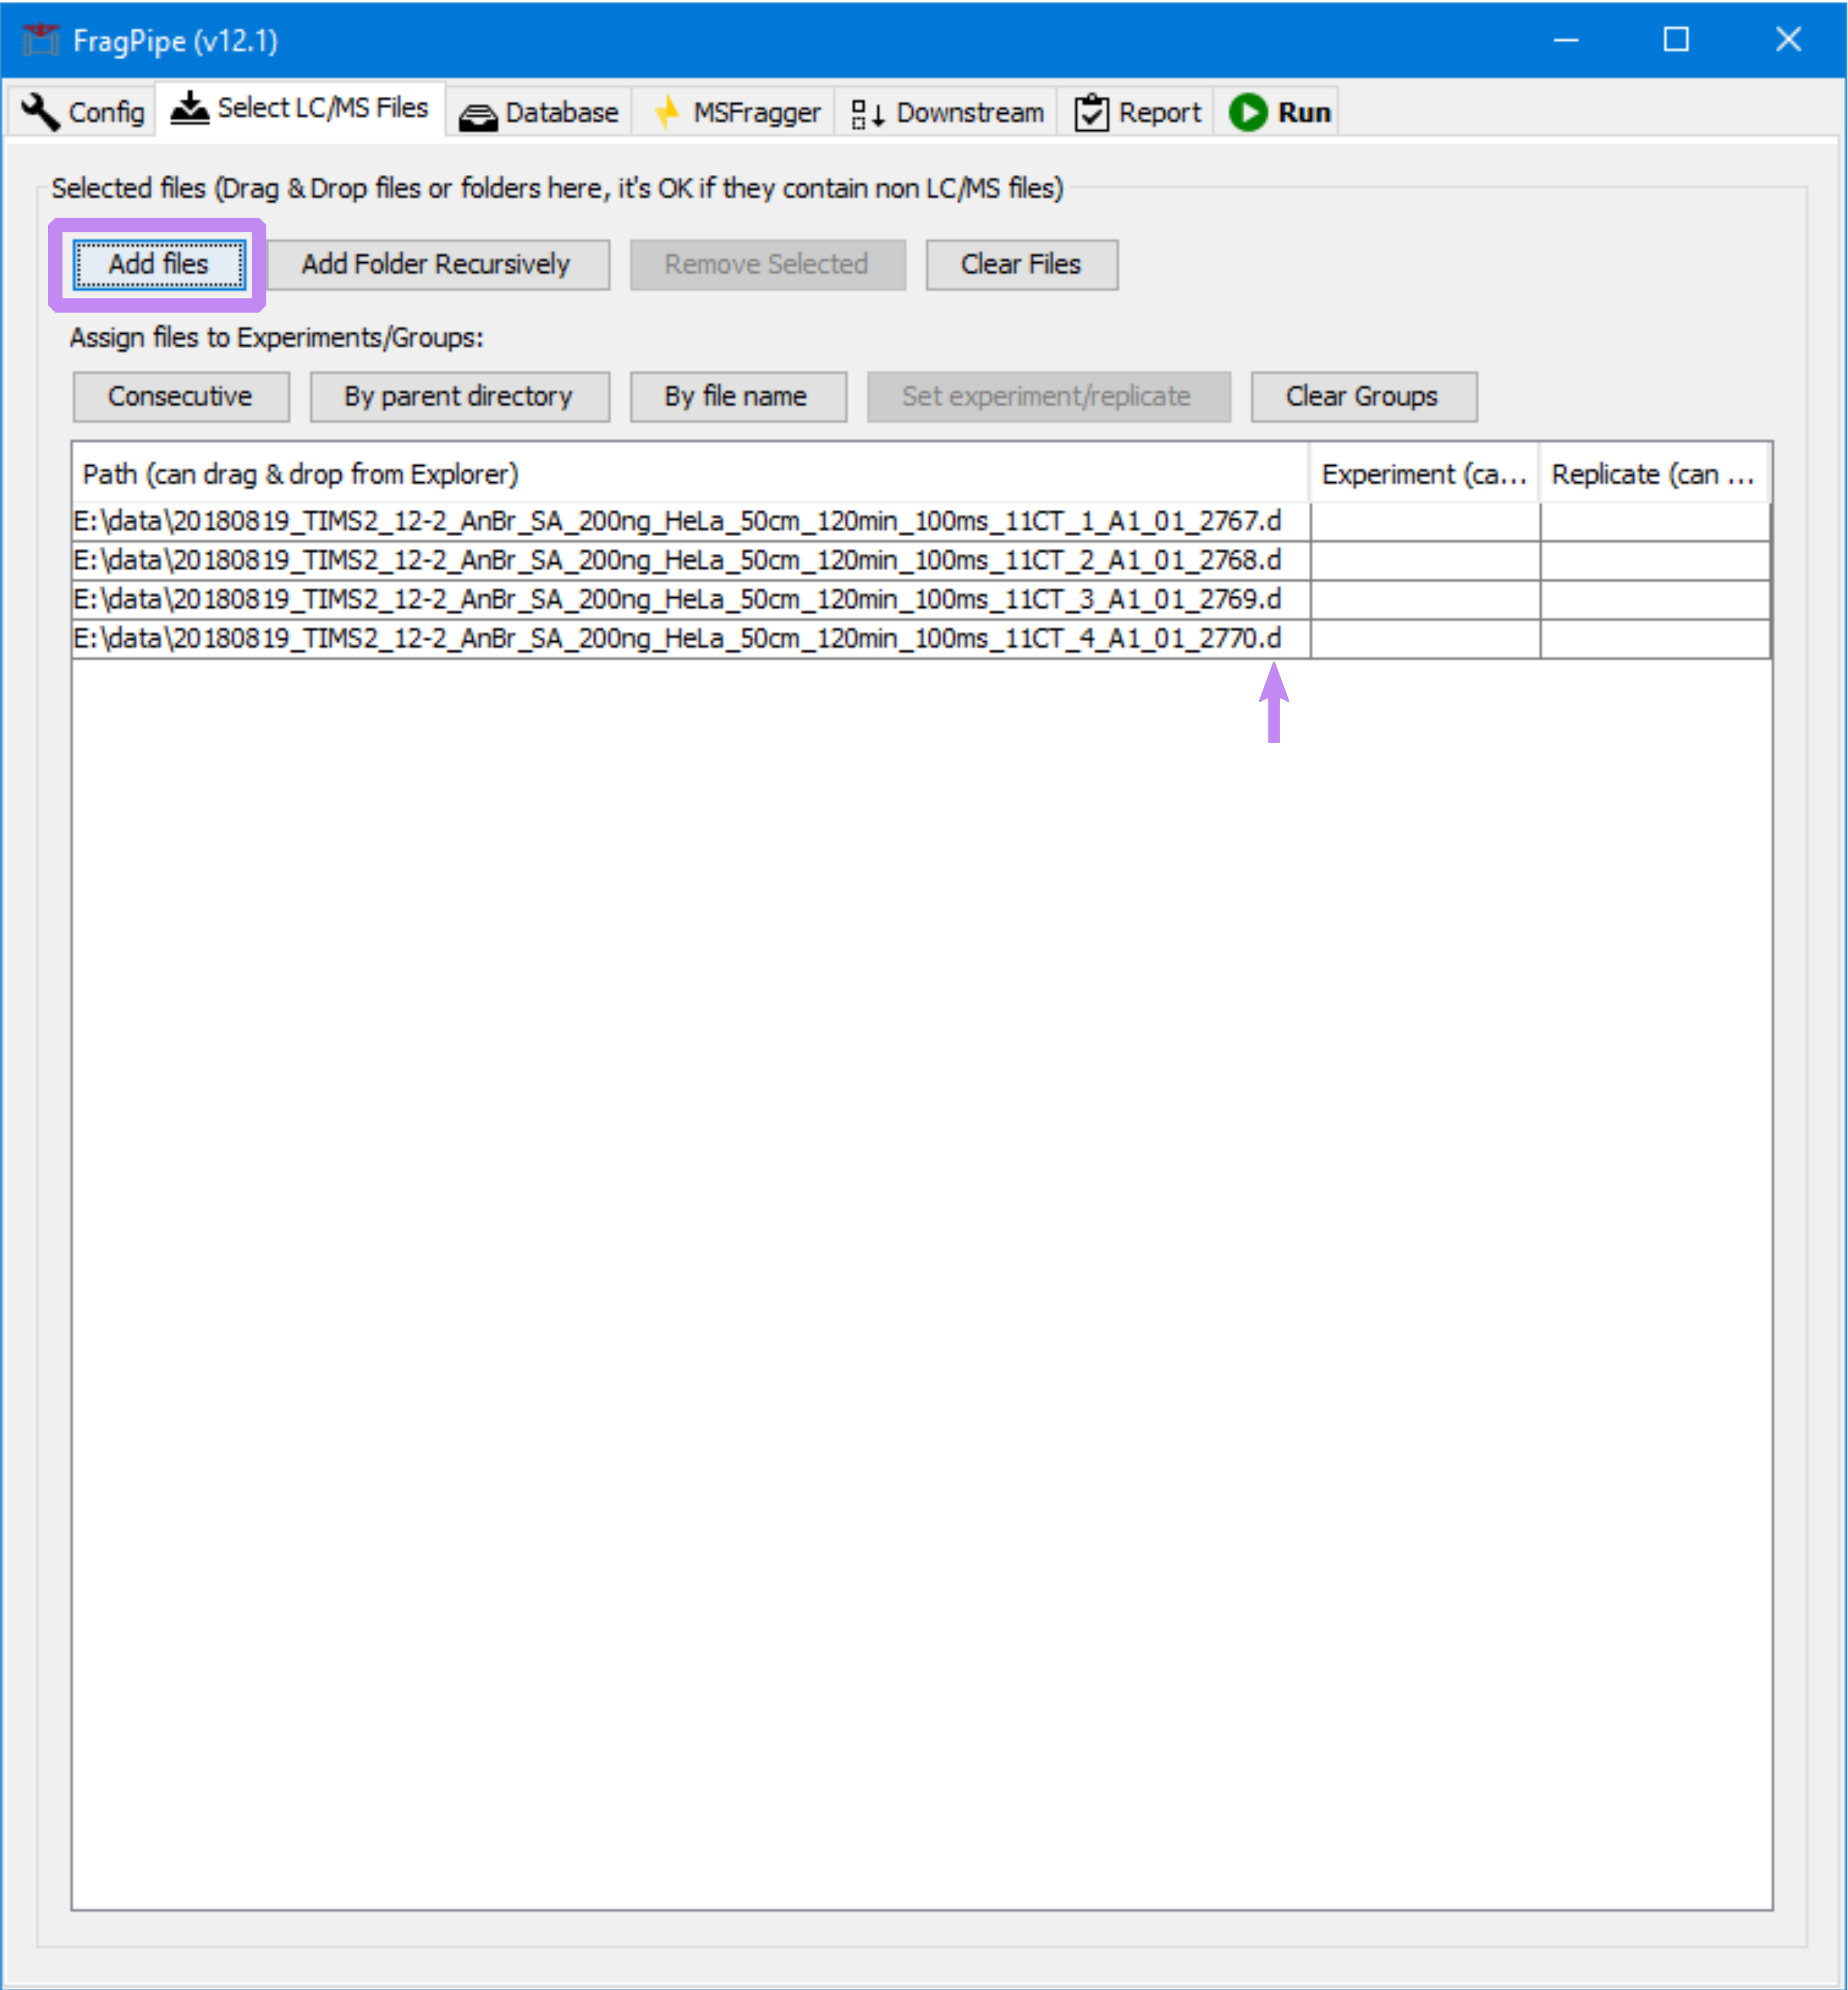 FragPipe (v12.1)
Config Select LC/MS Files Database MSFragger Downstream Report Run
Selected files (Drag & Drop files or folders here, it's OK if they contain non LC/MS files)
Add files Add Folder Recursively Remove Selected Clear Files
Assign files to Experiments/Groups:
Consecutive By parent directory By file name Set experiment/replicate Clear Groups
Path (can drag & drop from Explorer) Experiment (ca... Replicate (can ...
E:\data\20180819_TIMS2_12-2_AnBr_SA_200ng_HeLa_50cm_120min_100ms_11CT_1_A1_01_2767.d
E:\data\20180819_TIMS2_12-2_AnBr_SA_200ng_HeLa_50cm_120min_100ms_11CT_2_A1_01_2768.d
E:\data\20180819_TIMS2_12-2_AnBr_SA_200ng_HeLa_50cm_120min_100ms_11CT_3_A1_01_2769.d
E:\data\20180819_TIMS2_12-2_AnBr_SA_200ng_HeLa_50cm_120min_100ms_11CT_4_A1_01_2770.d